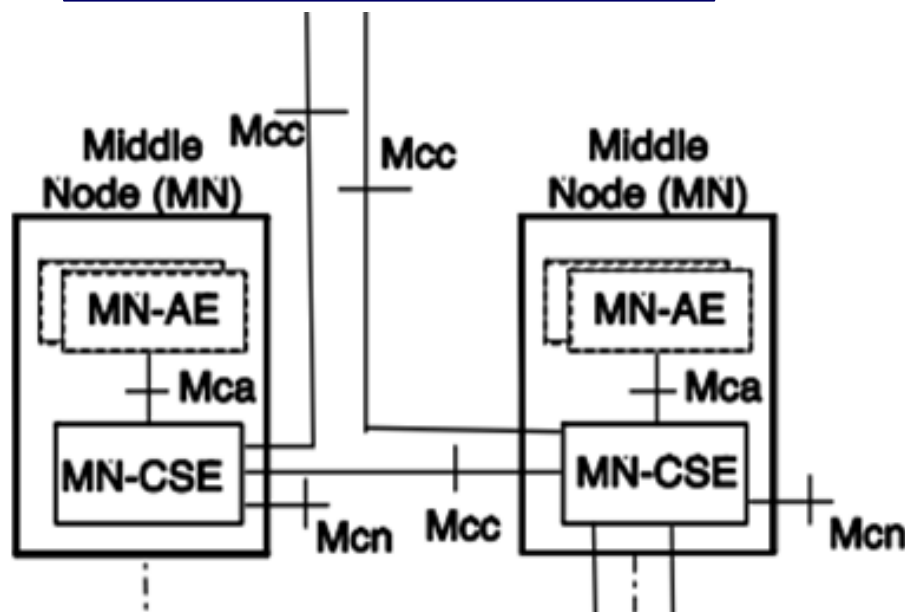 Mcc
Mcc
Middle
Node (MN)
Middle
Node (MN)
MN-AE
MN-AE
Mca
Mca
MN-CSE
MN-CSE
Mcn
Mcc
Mcn